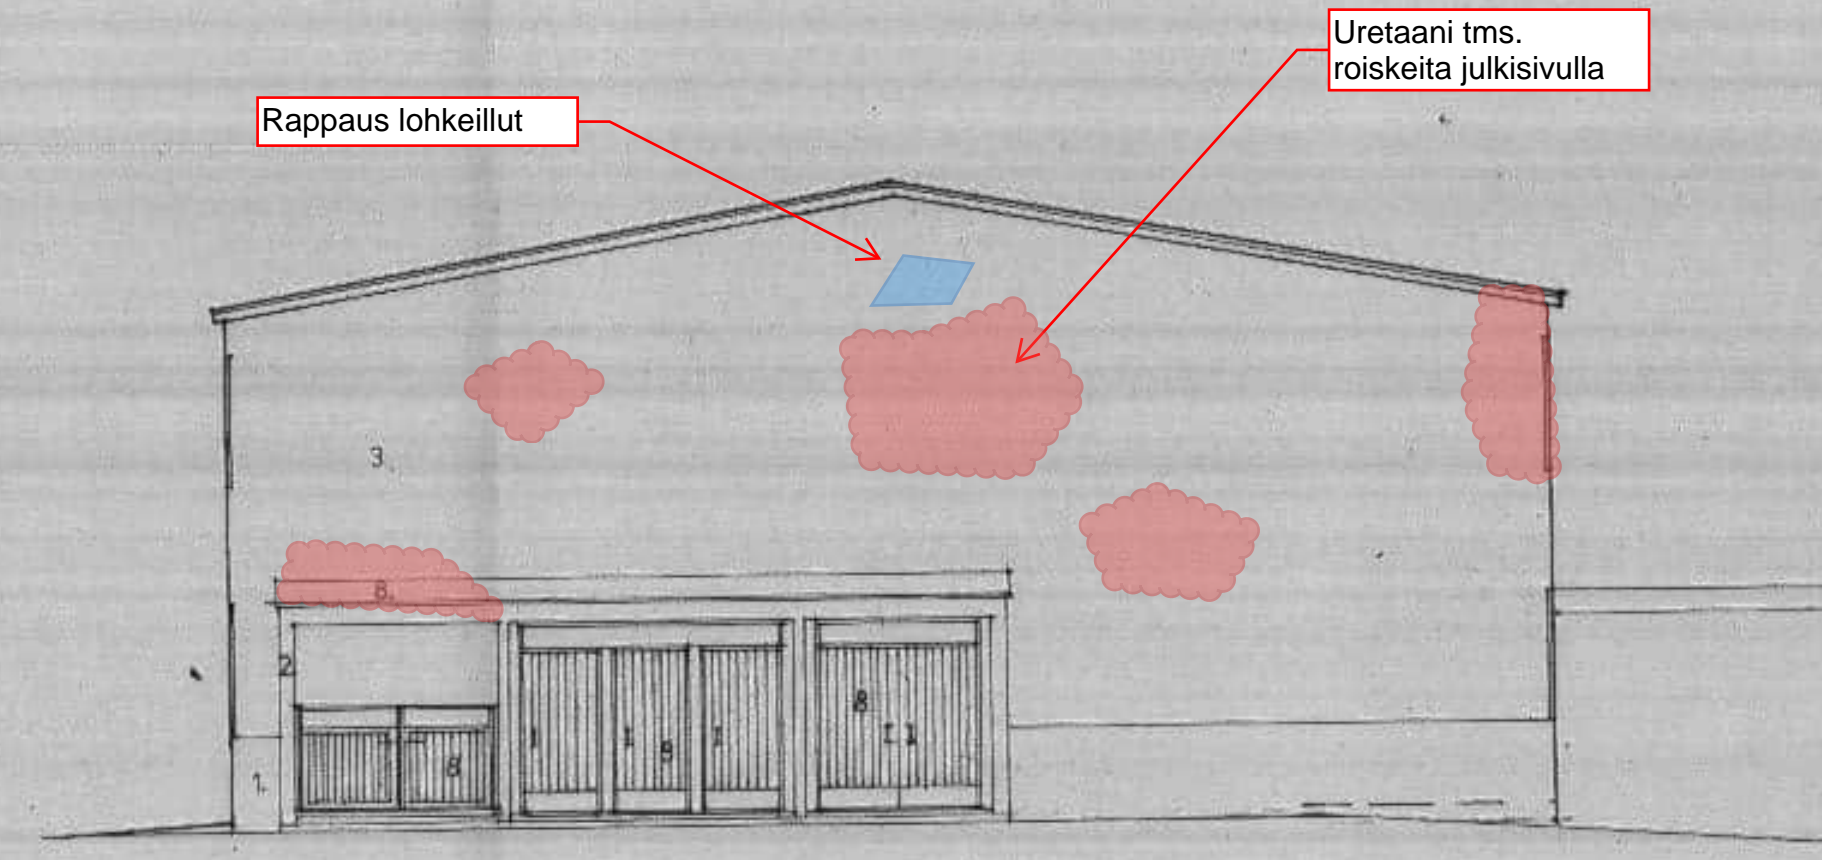 Uretaani tms.
roiskeita julkisivulla
Rappaus lohkeillut
3.
8.
2
8
8
8
1.